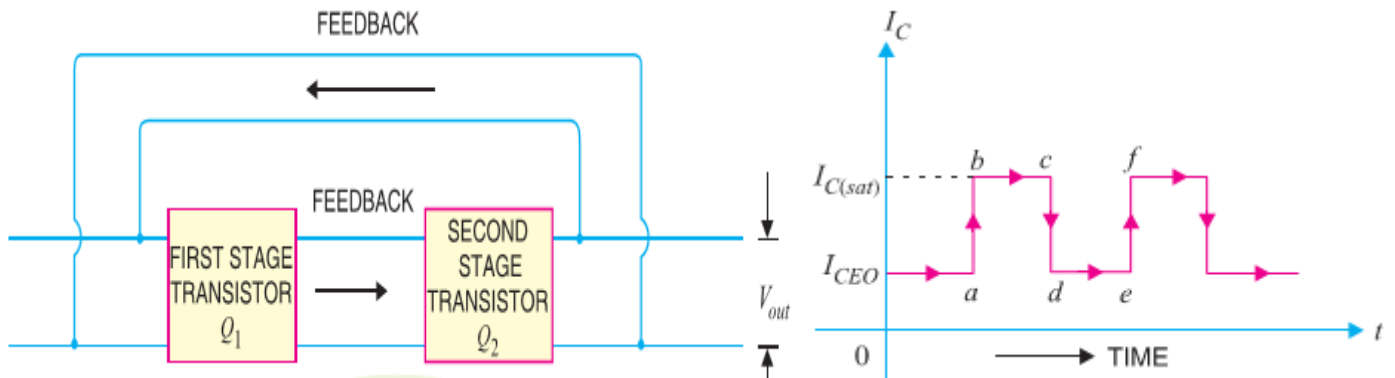 FEEDBACK
FEEDBACK
FIRST STAGE
TRANSISTOR
Q1
SECOND
STAGE
TRANSISTOR
Q2
Vout
IC
IC(sat)
ICEO
b
c
f
a
d
e
t
0
TIME